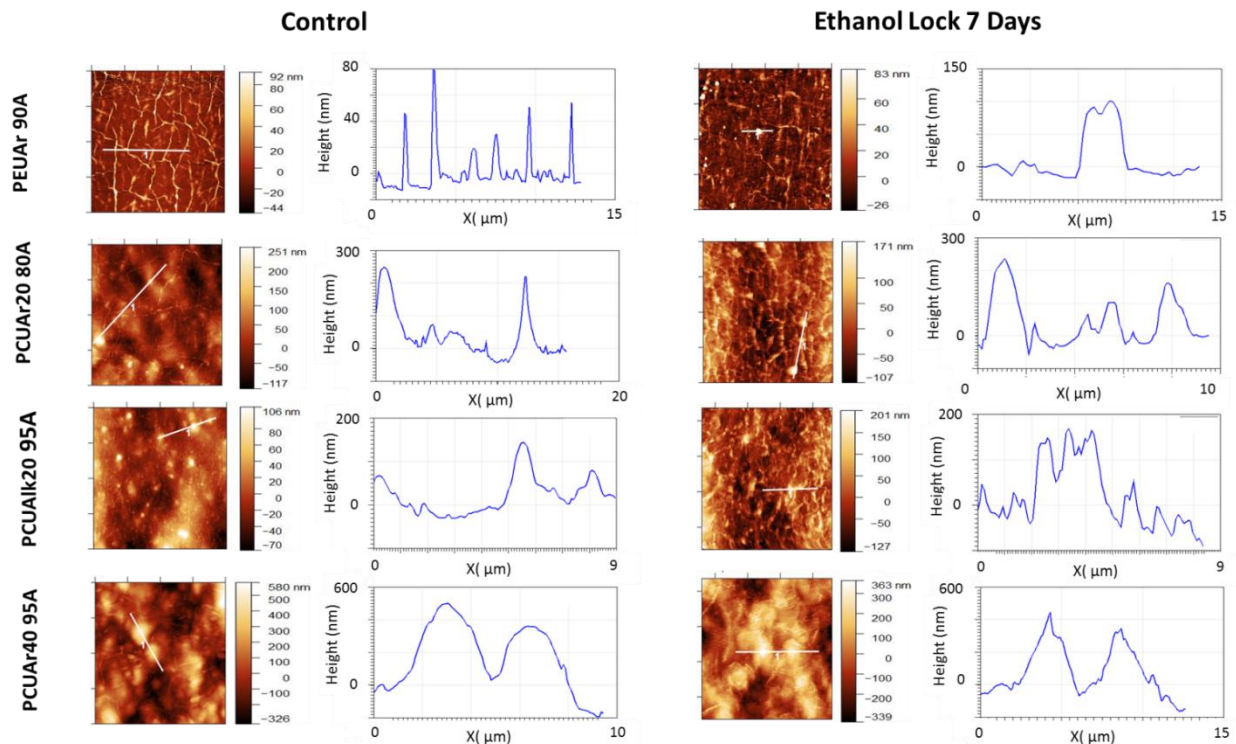 Control
Ethanol Lock 7 Days
PEUAr 90A
92 nm
80
60
40
20
0
−20
−44
Height (nm)
80
40
0
0
X( µm)
15
83 nm
60
40
20
0
−26
Height (nm)
150
0
0
X( µm)
15
PCUAr20 80A
251 nm
200
150
100
50
0
−50
−117
Height (nm)
300
0
0
X( µm)
20
171 nm
100
50
0
−50
−107
Height (nm)
300
0
0
X( µm)
10
PCUAlk20 95A
106 nm
80
60
40
20
0
−20
−40
−70
Height (nm)
200
0
0
X( µm)
9
201 nm
150
100
50
0
−50
−127
Height (nm)
200
0
0
X( µm)
9
PCUAr40 95A
580 nm
500
400
300
200
100
0
−100
−326
Height (nm)
600
0
0
X( µm)
10
363 nm
200
100
0
−100
−200
−339
Height (nm)
600
0
0
X( µm)
15